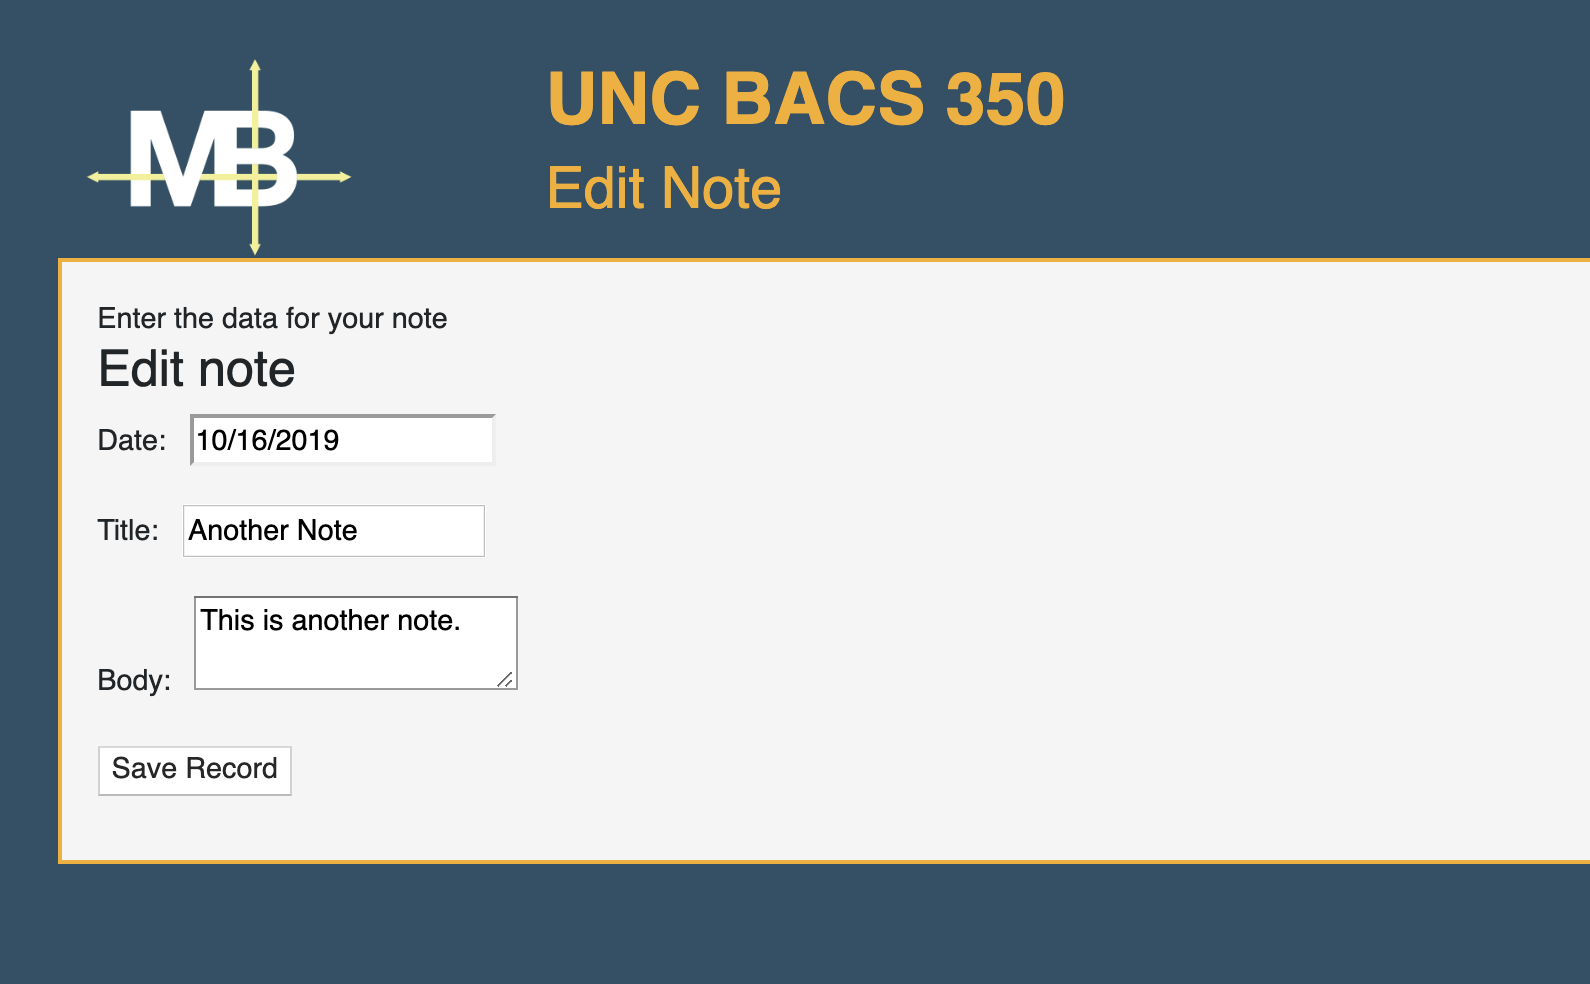 MB
UNC BACS 350
Edit Note
Enter the data for your note
Edit note
Date: 10/16/2019
Title: Another Note
Body: This is another note.
Save Record